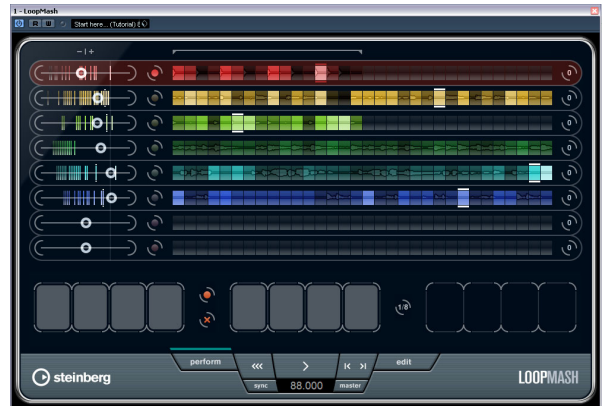 1 - LoopMash
R W Start here... (Tutorial) 8
- I +
0
0
0
0
0
0
0
0
1/8
perform edit
sync 88.000 master
steinberg
LOOPMASH